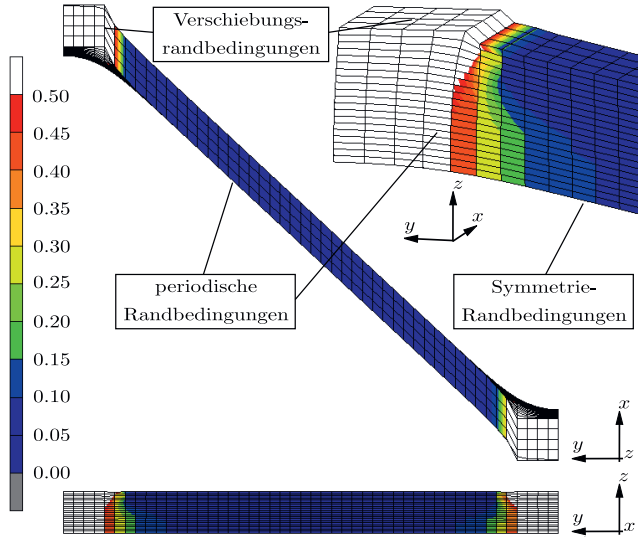 Verschiebungs-
randbedingungen
0.50
0.45
0.40
0.35
0.30
0.25
0.20
0.15
0.10
0.05
0.00
z
x
y
periodische
Randbedingungen
Symmetrie-
Randbedingungen
x
y
z
z
y
x